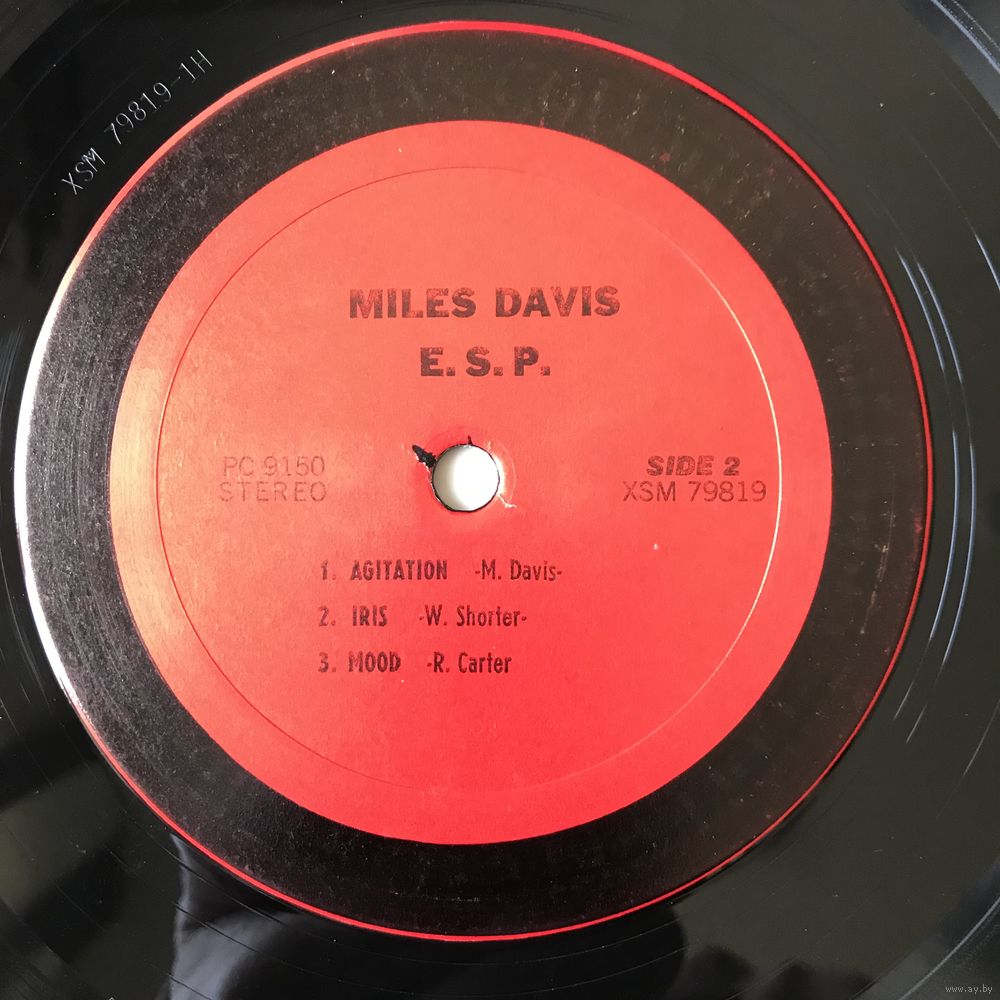 XSM 79819-1H
MILES DAVIS
E. S. P.
PC 9150
STEREO
SIDE 2
XSM 79819
1. AGITATION -M. Davis-
2. IRIS -W. Shorter-
3. MOOD -R. Carter
www.ay.by